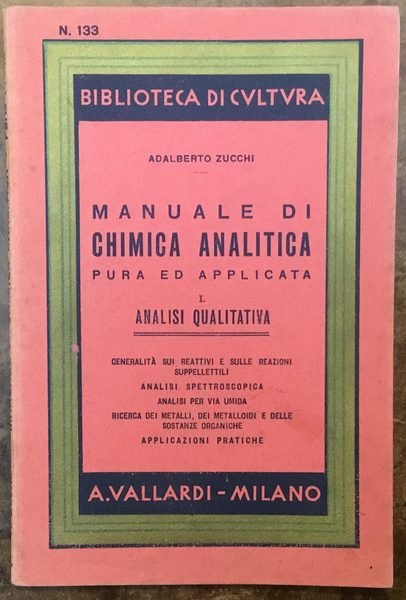 N. 133
BIBLIOTECA DI CVLTVRA
ADALBERTO ZUCCHI
MANUALE DI
CHIMICA ANALITICA
PURA ED APPLICATA
I.
ANALISI QUALITATIVA
GENERALITÀ SUI REATTIVI E SULLE REAZIONI
SUPPELLETTILI
ANALISI SPETTROSCOPICA
ANALISI PER VIA UMIDA
RICERCA DEI METALLI, DEI METALLOIDI E DELLE
SOSTANZE ORGANICHE
APPLICAZIONI PRATICHE
A.VALLARDI - MILANO